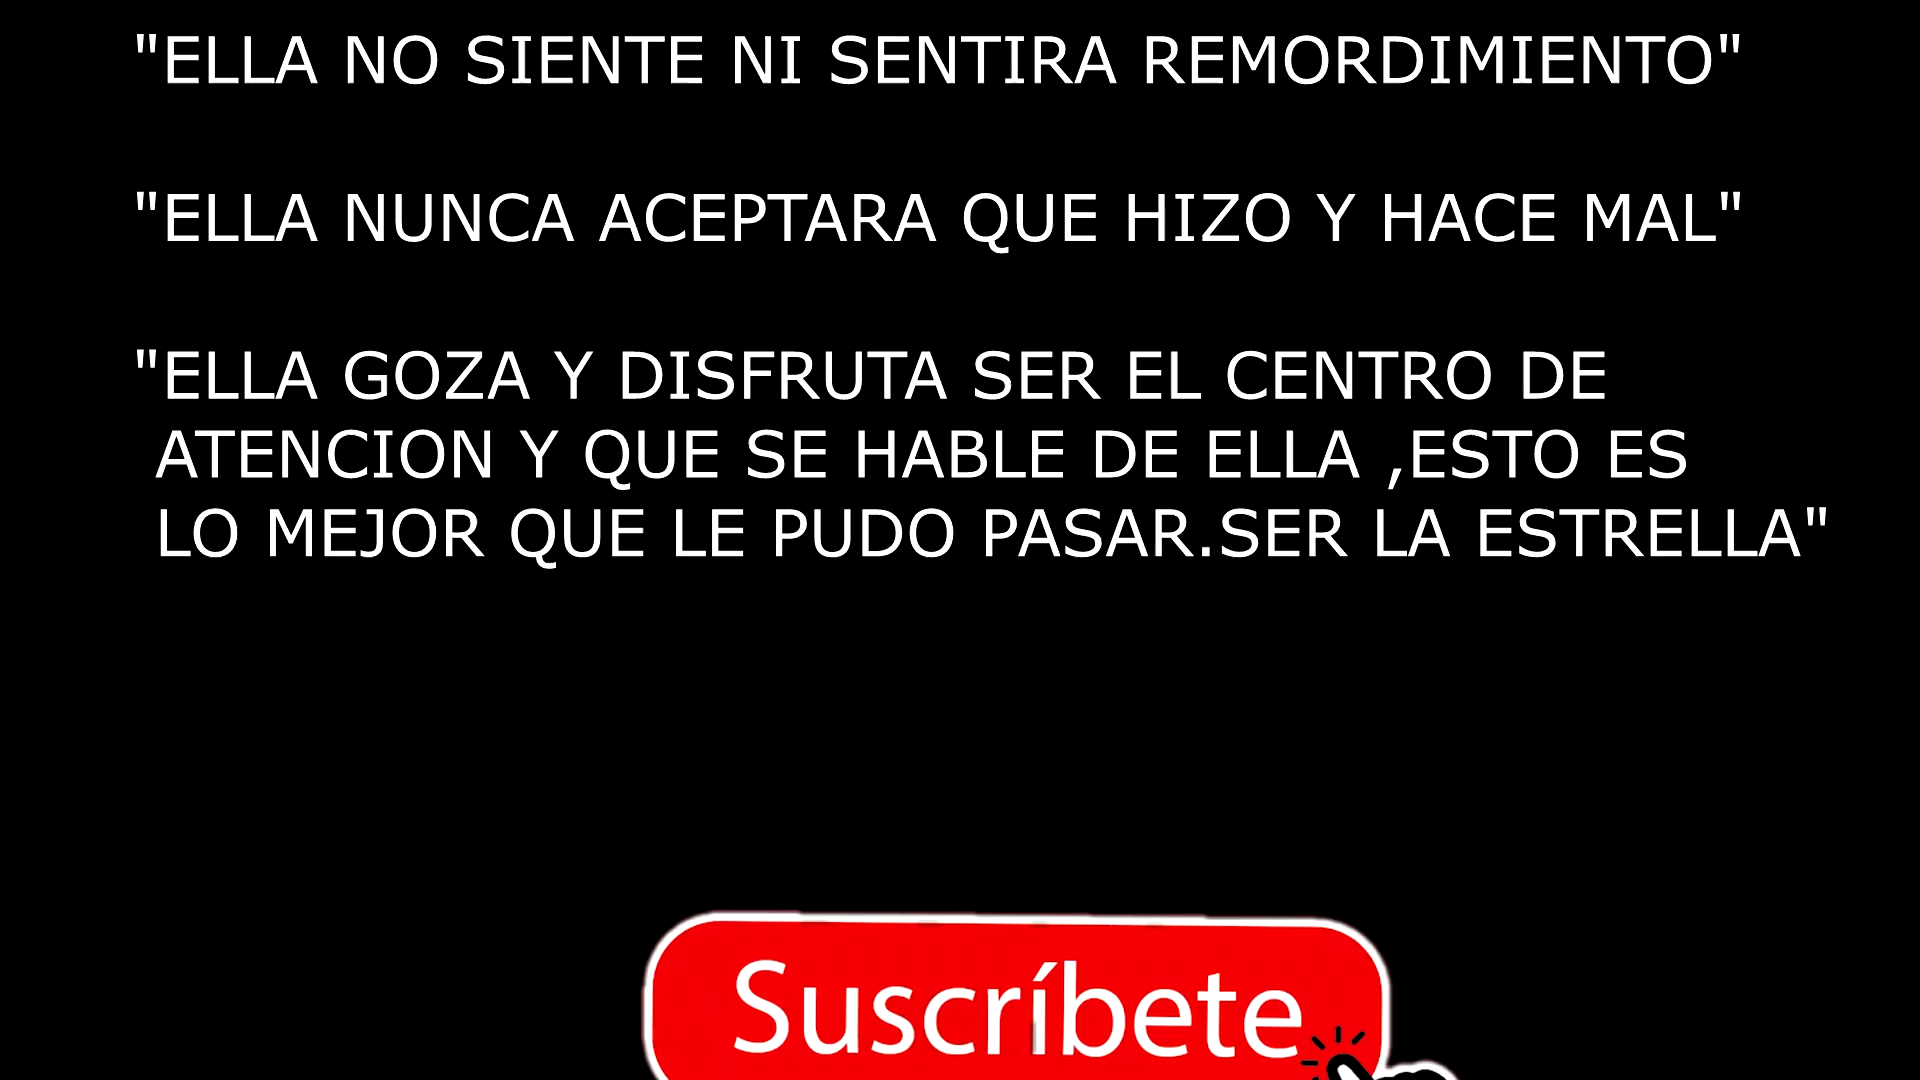 "ELLA NO SIENTE NI SENTIRA REMORDIMIENTO"
"ELLA NUNCA ACEPTARA QUE HIZO Y HACE MAL"
"ELLA GOZA Y DISFRUTA SER EL CENTRO DE
ATENCION Y QUE SE HABLE DE ELLA ,ESTO ES
LO MEJOR QUE LE PUDO PASAR.SER LA ESTRELLA"
Suscríbete